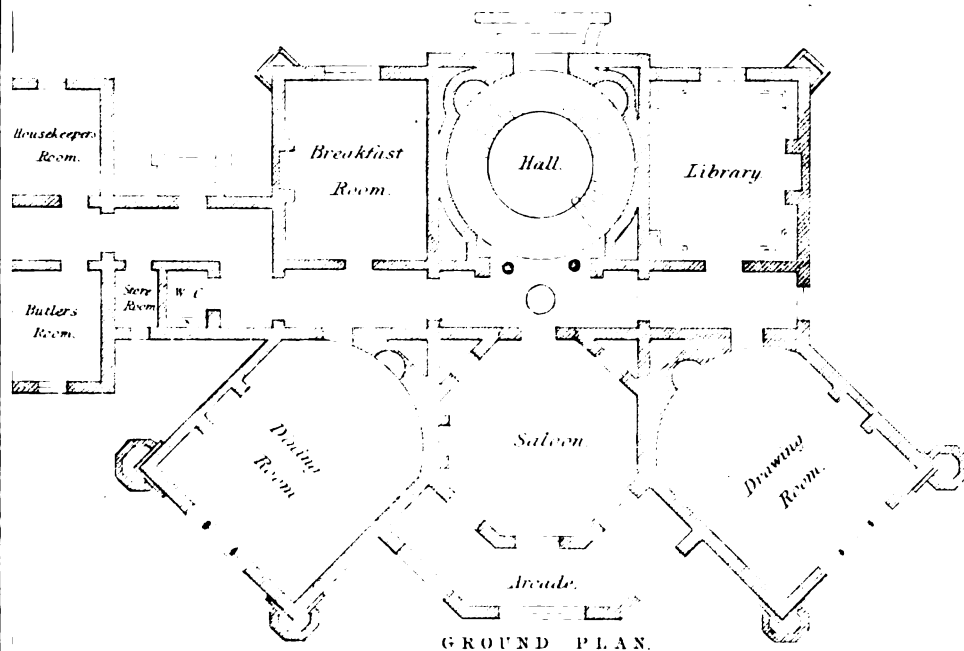 Housekeepers
Room.
Breakfast
Room.
Hall.
Library.
Butlers
Room.
Store
Room
W C
Dining
Room
Saloon
Drawing
Room.
Arcade.
GROUND PLAN.